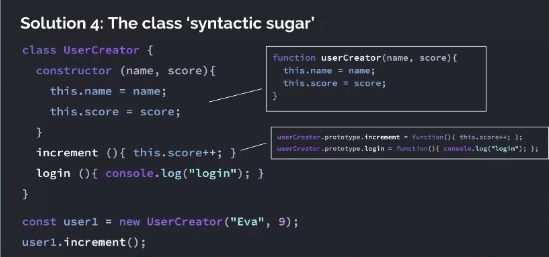 Solution 4: The class ‘syntactic sugar’
class UserCreator {
constructor (name, score){
this.name = name;
this.score = score;
}
increment (){ this.score++; }
login (){ console.log("login"); }
}
const user1 = new UserCreator("Eva", 9);
user1.increment();
function userCreator(name, score){
this.name = name;
this.score = score;
}
userCreator.prototype.increment = function(){ this.score++; };
userCreator.prototype.login = function(){ console.log("login"); };